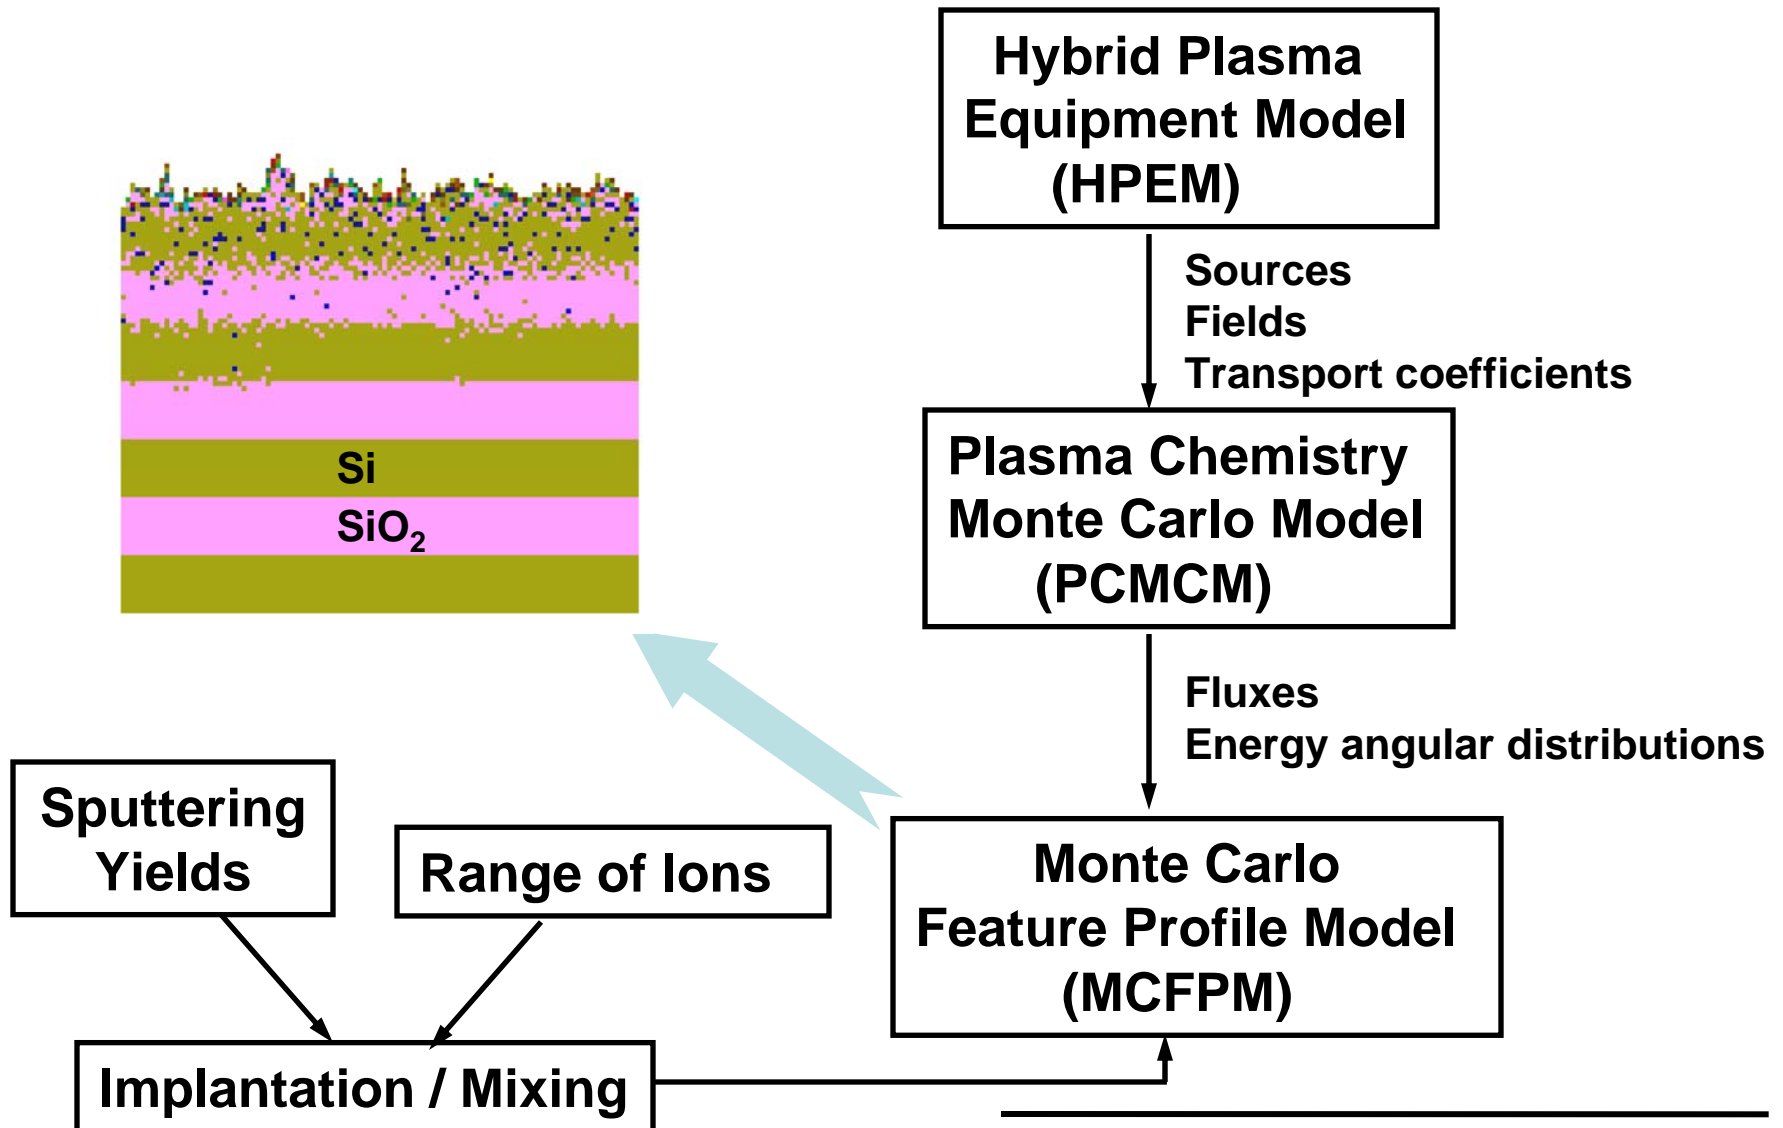 Hybrid Plasma
Equipment Model
(HPEM)
Sources
Fields
Transport coefficients
Si
SiO₂
Plasma Chemistry
Monte Carlo Model
(PCMCM)
Fluxes
Energy angular distributions
Sputtering
Yields
Range of Ions
Monte Carlo
Feature Profile Model
(MCFPM)
Implantation / Mixing